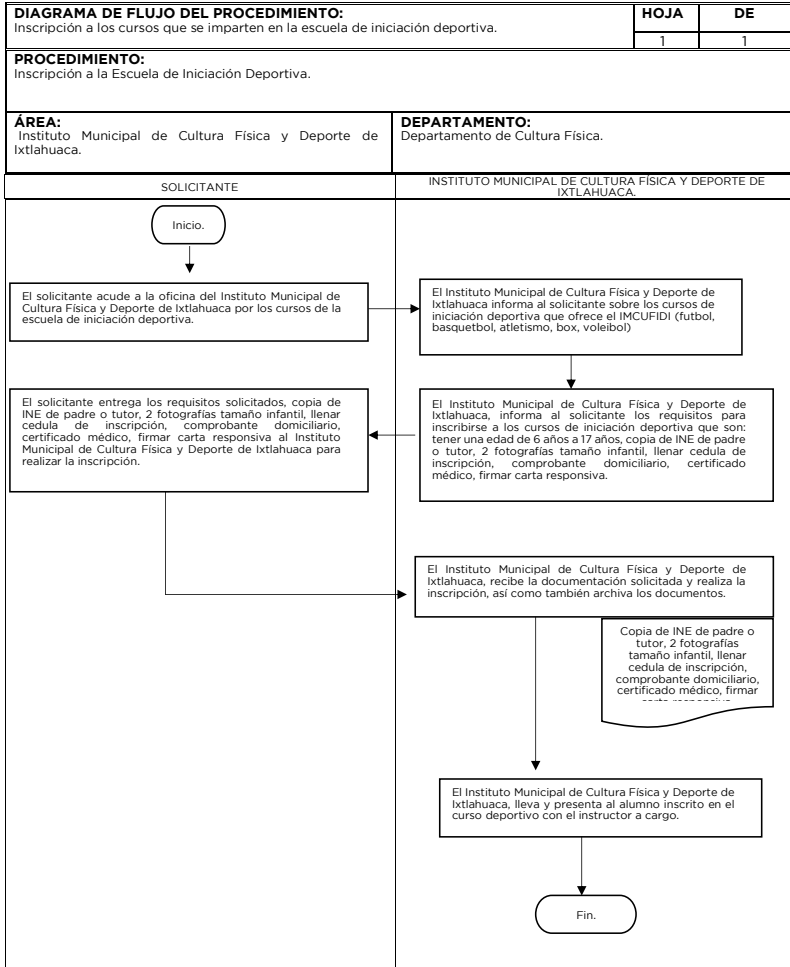 DIAGRAMA DE FLUJO DEL PROCEDIMIENTO:
Inscripción a los cursos que se imparten en la escuela de iniciación deportiva.
HOJA
DE
1
1
PROCEDIMIENTO:
Inscripción a la Escuela de Iniciación Deportiva.
ÁREA:
Instituto Municipal de Cultura Física y Deporte de
Ixtlahuaca.
DEPARTAMENTO:
Departamento de Cultura Física.
SOLICITANTE
INSTITUTO MUNICIPAL DE CULTURA FÍSICA Y DEPORTE DE
IXTLAHUACA.
Inicio.
El solicitante acude a la oficina del Instituto Municipal de
Cultura Física y Deporte de Ixtlahuaca por los cursos de la
escuela de iniciación deportiva.
El Instituto Municipal de Cultura Física y Deporte de
Ixtlahuaca informa al solicitante sobre los cursos de
iniciación deportiva que ofrece el IMCUFIDI (futbol,
basquetbol, atletismo, box, voleibol)
El solicitante entrega los requisitos solicitados, copia de
INE de padre o tutor, 2 fotografías tamaño infantil, llenar
cedula de inscripción, comprobante domiciliario,
certificado médico, firmar carta responsiva al Instituto
Municipal de Cultura Física y Deporte de Ixtlahuaca para
realizar la inscripción.
El Instituto Municipal de Cultura Física y Deporte de
Ixtlahuaca, informa al solicitante los requisitos para
inscribirse a los cursos de iniciación deportiva que son:
tener una edad de 6 años a 17 años, copia de INE de padre
o tutor, 2 fotografías tamaño infantil, llenar cedula de
inscripción, comprobante domiciliario, certificado
médico, firmar carta responsiva.
El Instituto Municipal de Cultura Física y Deporte de
Ixtlahuaca, recibe la documentación solicitada y realiza la
inscripción, así como también archiva los documentos.
Copia de INE de padre o
tutor, 2 fotografías
tamaño infantil, llenar
cedula de inscripción,
comprobante domiciliario,
certificado médico, firmar
El Instituto Municipal de Cultura Física y Deporte de
Ixtlahuaca, lleva y presenta al alumno inscrito en el
curso deportivo con el instructor a cargo.
Fin.